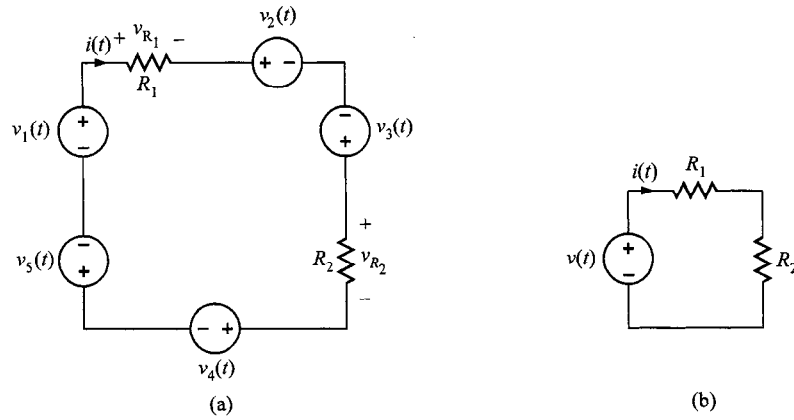 v2(t)
i(t) + vR1 −
+ −
R1
v1(t)
+
−
−
+
v3(t)
v5(t)
−
+
R2
+
vR2
−
− +
v4(t)
(a)
i(t)
R1
v(t)
+
−
R2
(b)